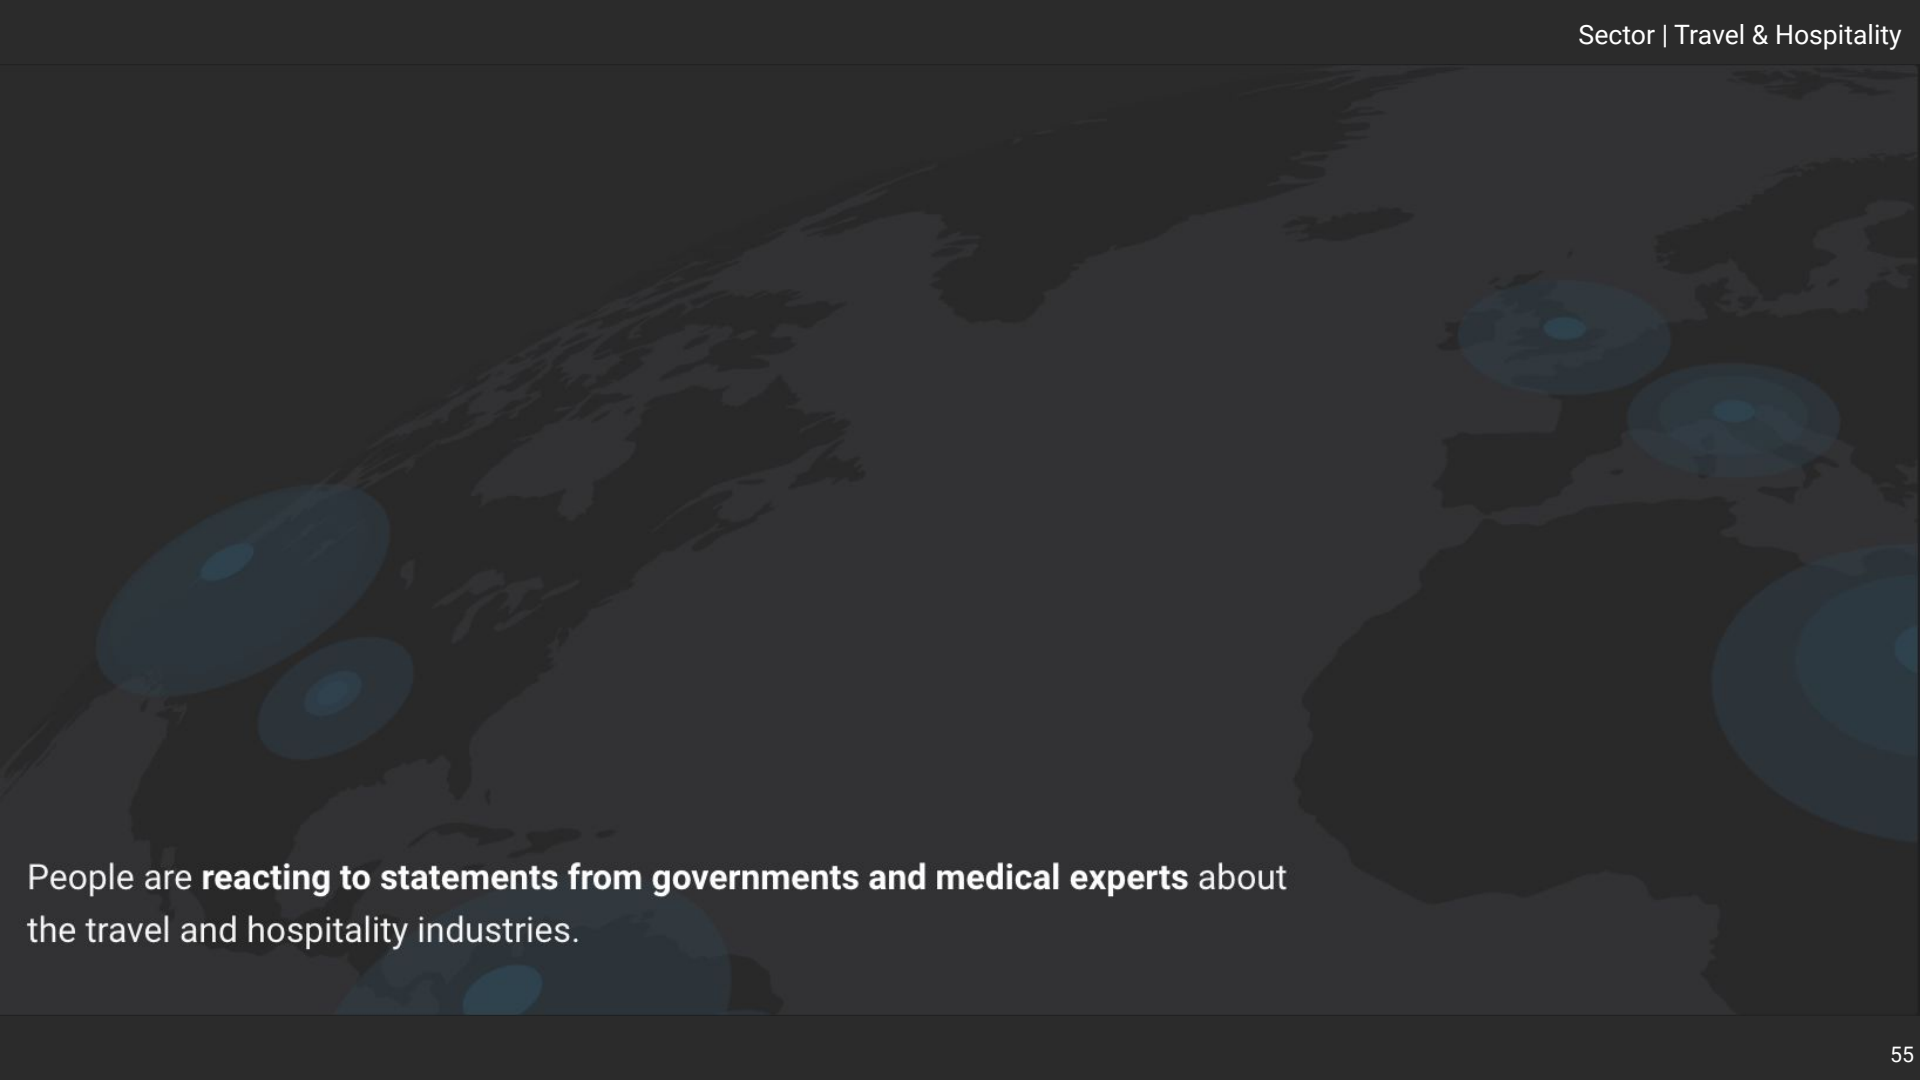 Sector | Travel & Hospitality
People are reacting to statements from governments and medical experts about
the travel and hospitality industries.
55